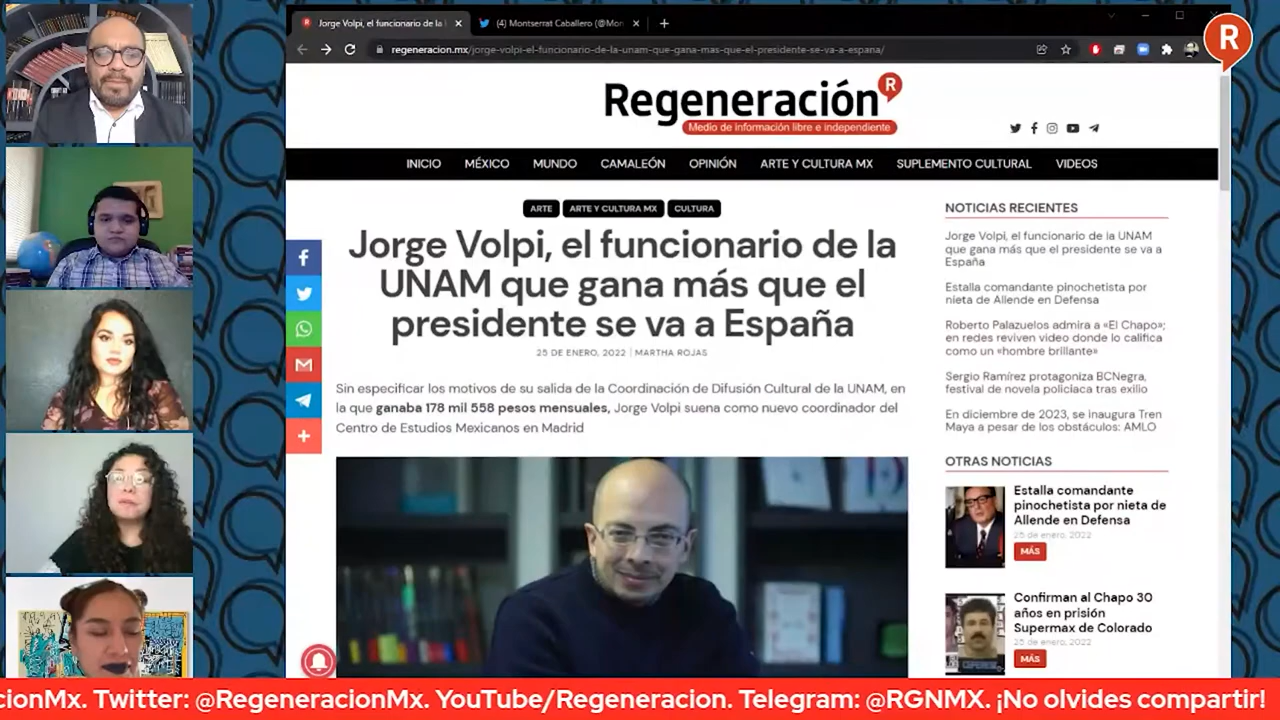 Jorge Volpi, el funcionario de la
(4) Montserrat Caballero (@Mon
regeneracion.mx/jorge-volpi-el-funcionario-de-la-unam-que-gana-mas-que-el-presidente-se-va-a-espana/
R
Regeneración R
Medio de información libre e independiente
INICIO MÉXICO MUNDO CAMALEÓN OPINIÓN ARTE Y CULTURA MX SUPLEMENTO CULTURAL VIDEOS
ARTE ARTE Y CULTURA MX CULTURA
Jorge Volpi, el funcionario de la
UNAM que gana más que el
presidente se va a España
25 DE ENERO, 2022 | MARTHA ROJAS
Sin especificar los motivos de su salida de la Coordinación de Difusión Cultural de la UNAM, en
la que ganaba 178 mil 558 pesos mensuales, Jorge Volpi suena como nuevo coordinador del
Centro de Estudios Mexicanos en Madrid
NOTICIAS RECIENTES
Jorge Volpi, el funcionario de la UNAM
que gana más que el presidente se va a
España
Estalla comandante pinochetista por
nieta de Allende en Defensa
Roberto Palazuelos admira a «El Chapo»;
en redes reviven video donde lo califica
como un «hombre brillante»
Sergio Ramírez protagoniza BCNegra,
festival de novela policiaca tras exilio
En diciembre de 2023, se inaugura Tren
Maya a pesar de los obstáculos: AMLO
OTRAS NOTICIAS
Estalla comandante
pinochetista por nieta de
Allende en Defensa
25 de enero, 2022
MÁS
Confirman al Chapo 30
años en prisión
Supermax de Colorado
25 de enero, 2022
MÁS
cionMx. Twitter: @RegeneracionMx. YouTube/Regeneracion. Telegram: @RGNMX. ¡No olvides compartir!